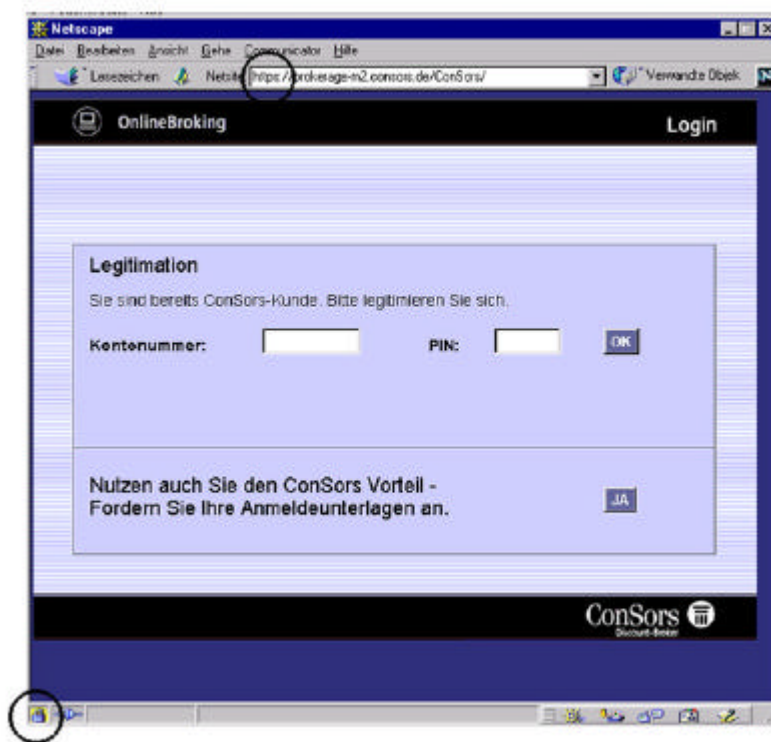 Netscape
Datei Bearbeiten Ansicht Gehe Communicator Hilfe
Lesezeichen Netsite https://brokerage-m2.consors.de/ConSors/ Verwandte Objek
OnlineBroking Login
Legitimation
Sie sind bereits ConSors-Kunde. Bitte legitimieren Sie sich.
Kontonummer: PIN: OK
Nutzen auch Sie den ConSors Vorteil - JA
Fordern Sie Ihre Anmeldeunterlagen an.
ConSors
Discount-Broker